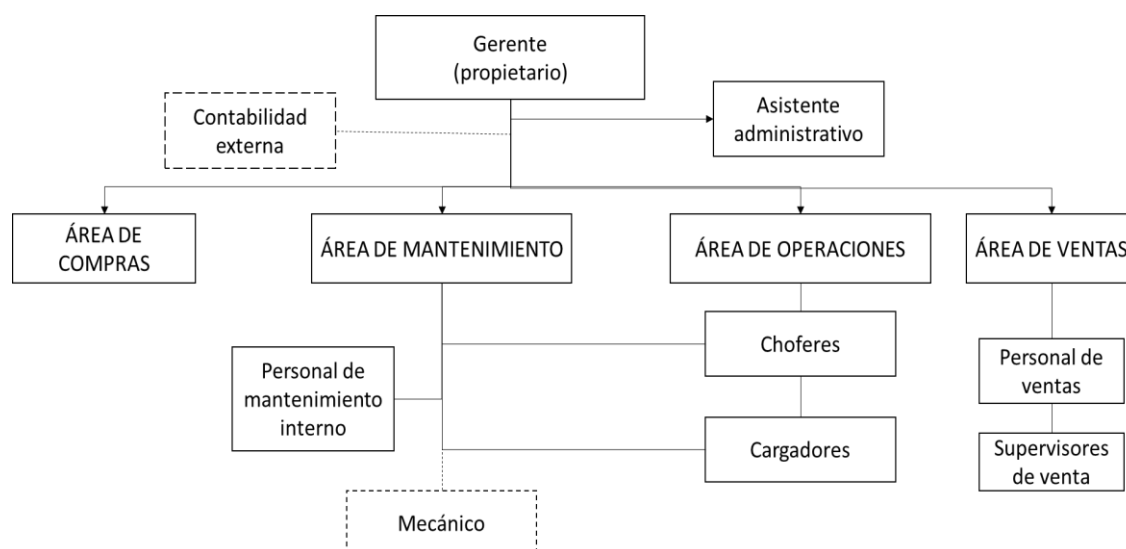 Gerente
(propietario)
Contabilidad
externa
Asistente
administrativo
ÁREA DE
COMPRAS
ÁREA DE MANTENIMIENTO
ÁREA DE OPERACIONES
ÁREA DE VENTAS
Choferes
Personal de
mantenimiento
interno
Personal de
ventas
Cargadores
Supervisores
de venta
Mecánico